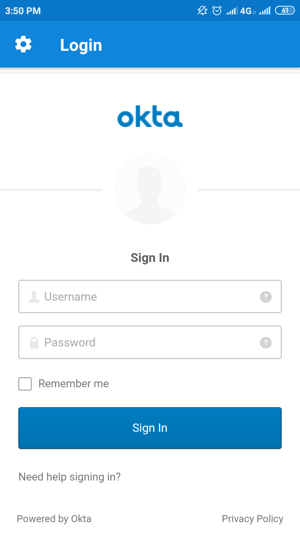 3:50 PM 4G 61
Login
okta
Sign In
Username ?
Password ?
Remember me
Sign In
Need help signing in?
Powered by Okta Privacy Policy